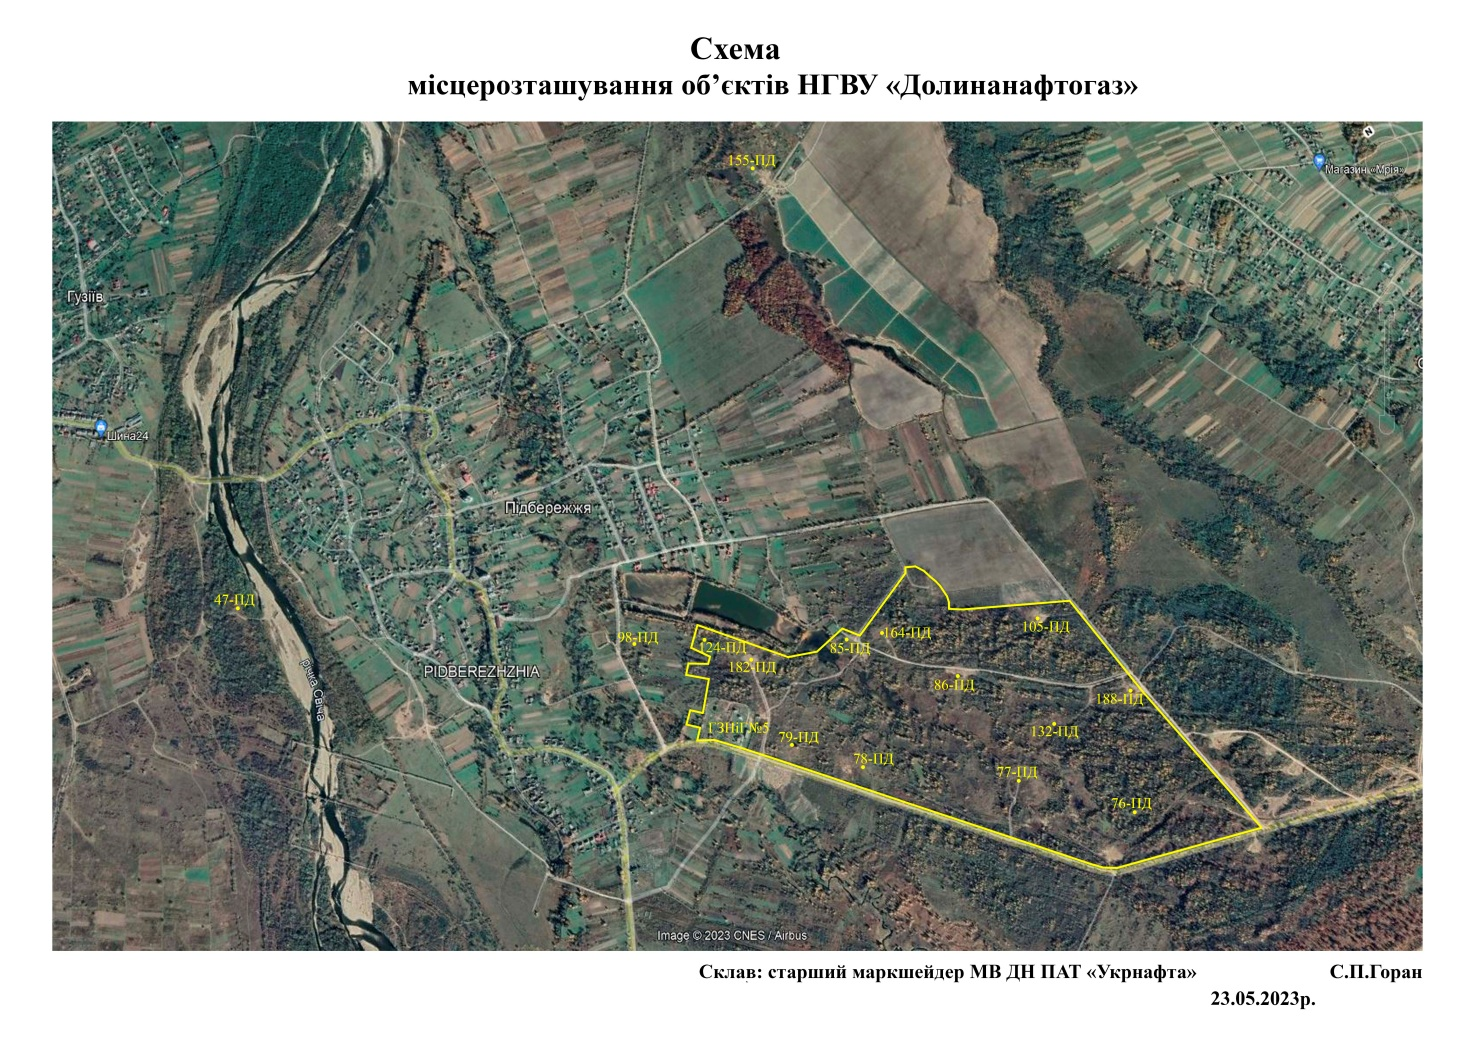 Схема
місцерозташування об’єктів НГВУ «Долинанафтогаз»
N
155-ПД
Магазин «Мрія»
Гузіїв
Шина24
Підбережжя
47-ПД
98-ПД
124-ПД
182-ПД
85-ПД
164-ПД
105-ПД
PIDBEREZHZHIA
річка Свіча
86-ПД
188-ПД
132-ПД
ГЗНіГ №5
79-ПД
78-ПД
77-ПД
76-ПД
Image © 2023 CNES / Airbus
Склав: старший маркшейдер МВ ДН ПАТ «Укрнафта» С.П.Горан
23.05.2023р.